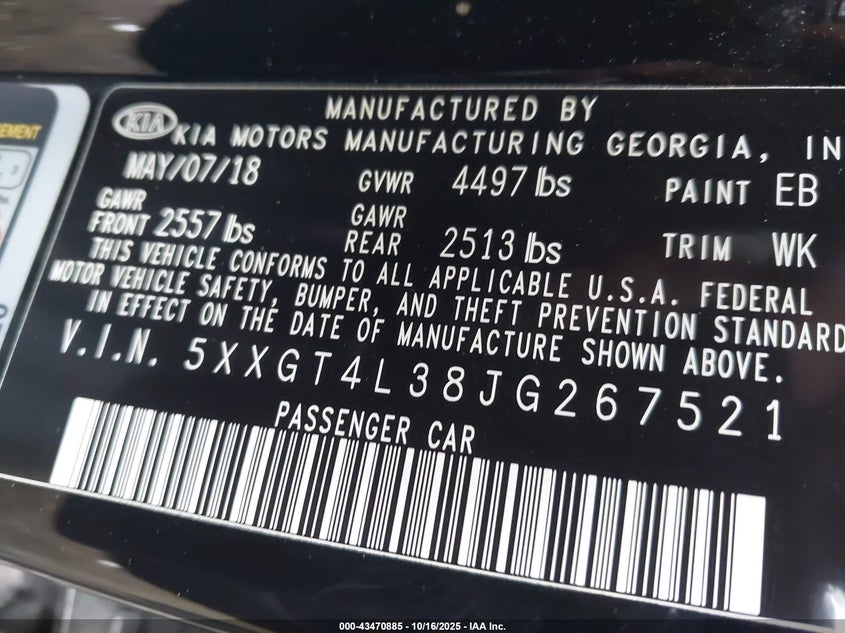 MANUFACTURED BY
KIA KIA MOTORS MANUFACTURING GEORGIA, IN
MAY/07/18 GVWR 4497 lbs PAINT EB
GAWR FRONT 2557 lbs GAWR REAR 2513 lbs TRIM WK
THIS VEHICLE CONFORMS TO ALL APPLICABLE U.S.A. FEDERAL
MOTOR VEHICLE SAFETY, BUMPER, AND THEFT PREVENTION STANDARD
IN EFFECT ON THE DATE OF MANUFACTURE SHOWN ABOVE.
V.I.N. 5XXGT4L38JG267521
PASSENGER CAR
000-43470885 - 10/16/2025 - IAA Inc.